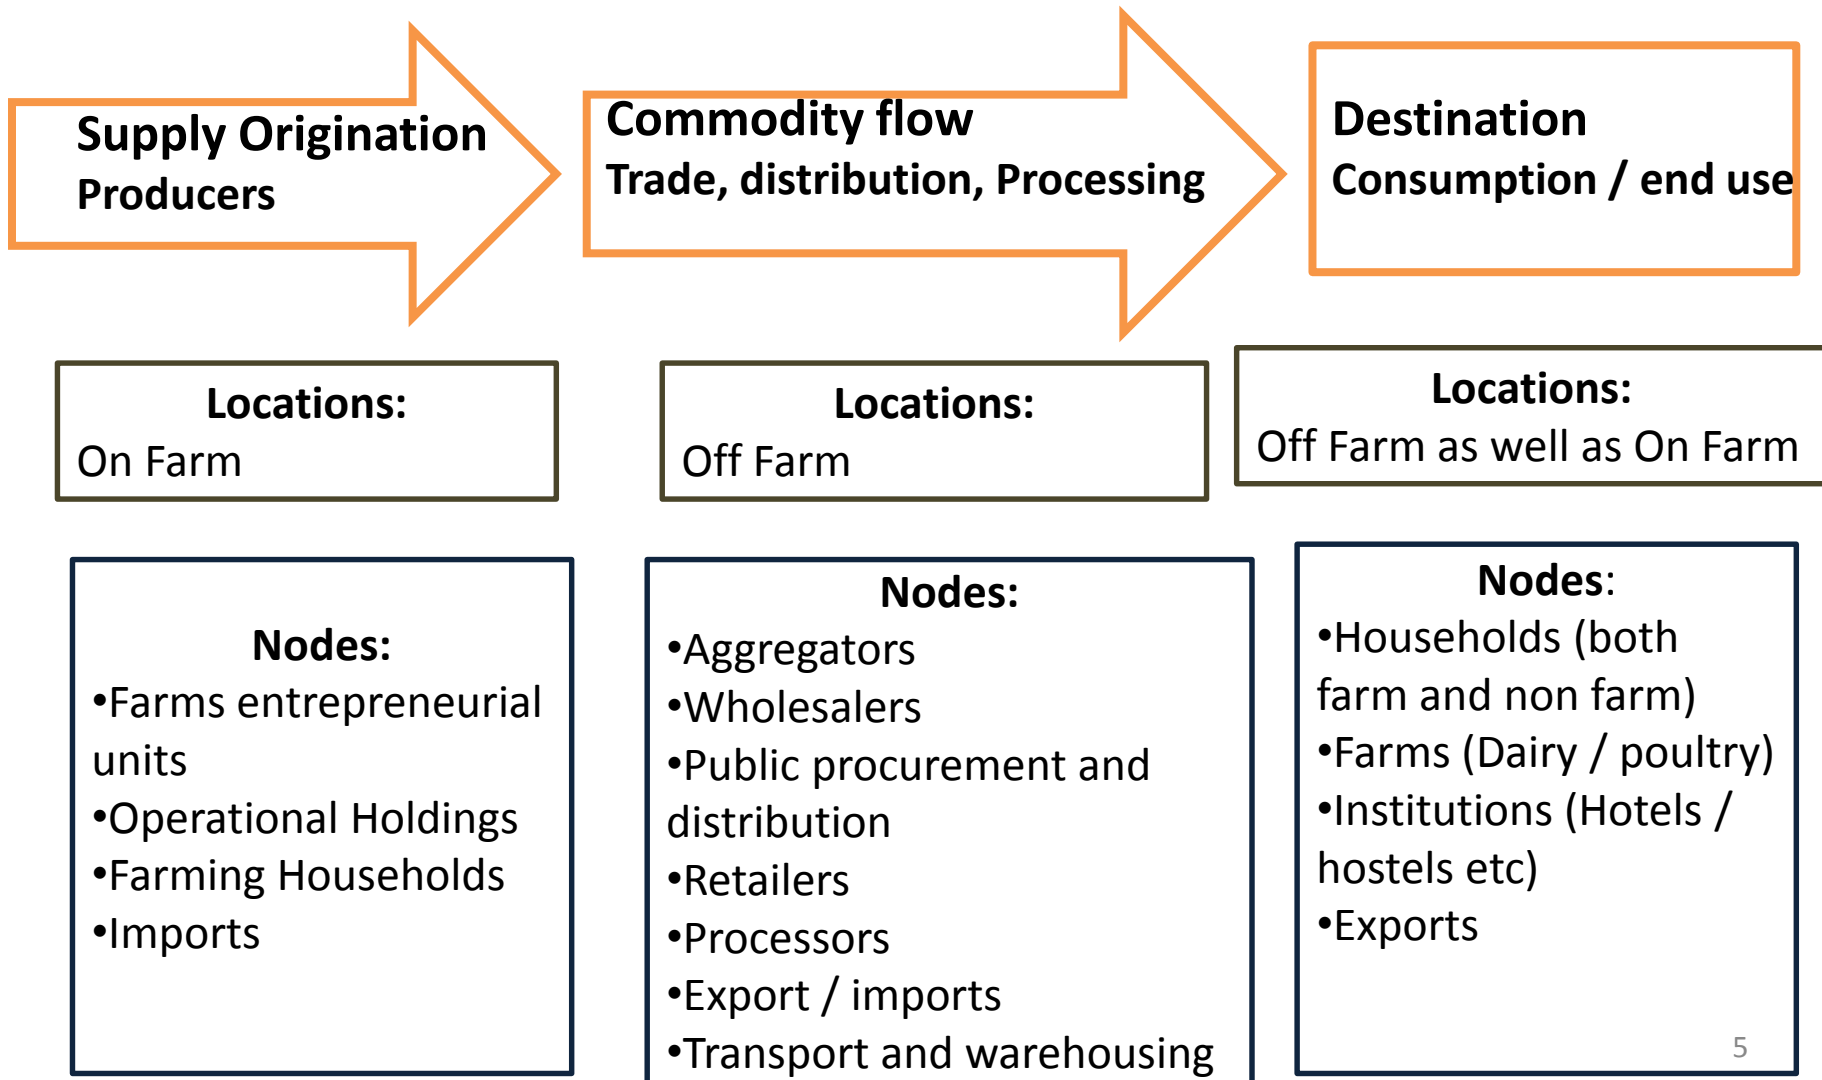 Supply Origination
Producers
Commodity flow
Trade, distribution, Processing
Destination
Consumption / end use
Locations:
On Farm
Locations:
Off Farm
Locations:
Off Farm as well as On Farm
Nodes:
•Farms entrepreneurial
units
•Operational Holdings
•Farming Households
•Imports
Nodes:
•Aggregators
•Wholesalers
•Public procurement and
distribution
•Retailers
•Processors
•Export / imports
•Transport and warehousing
Nodes:
•Households (both
farm and non farm)
•Farms (Dairy / poultry)
•Institutions (Hotels /
hostels etc)
•Exports
5